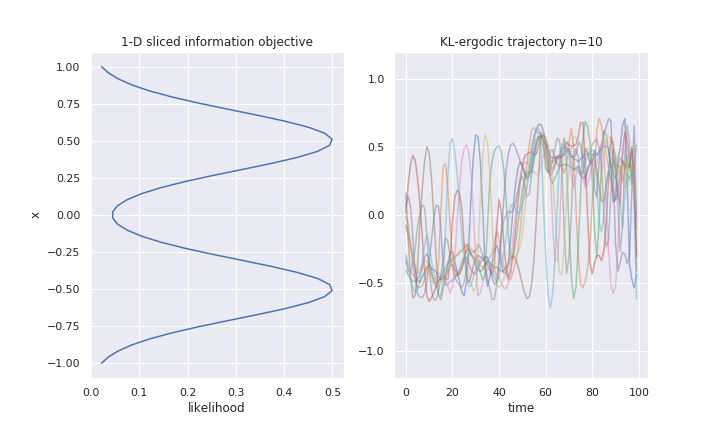 1-D sliced information objective
1.00
0.75
0.50
0.25
0.00
−0.25
−0.50
−0.75
−1.00
x
0.0 0.1 0.2 0.3 0.4 0.5
likelihood
KL-ergodic trajectory n=10
1.0
0.5
0.0
−0.5
−1.0
0 20 40 60 80 100
time